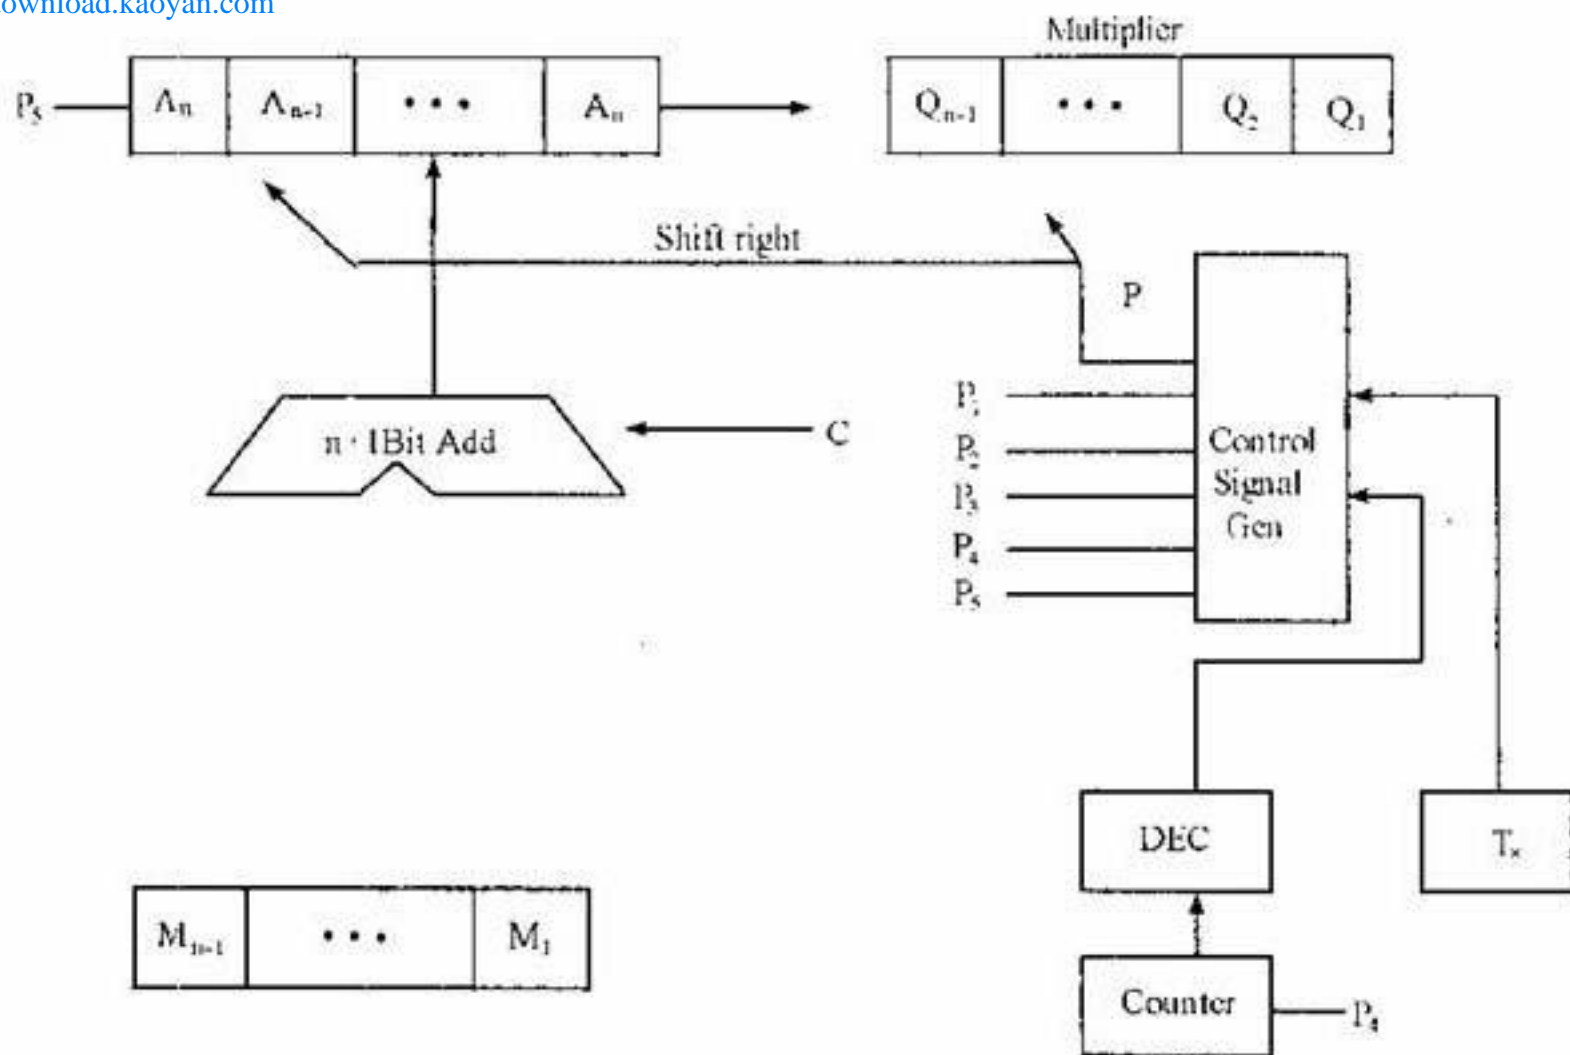 ownload.kaoyan.com
Multiplier
P₅ Aₙ Aₙ₋₁ ••• Aₙ
Qₙ₋₁ ••• Q₂ Q₁
Shift right
P
n · 1Bit Add
C
P₁
P₂
P₃
P₄
P₅
Control
Signal
Gen
DEC
Tₓ
Mₙ₋₁ ••• M₁
Counter
P₄